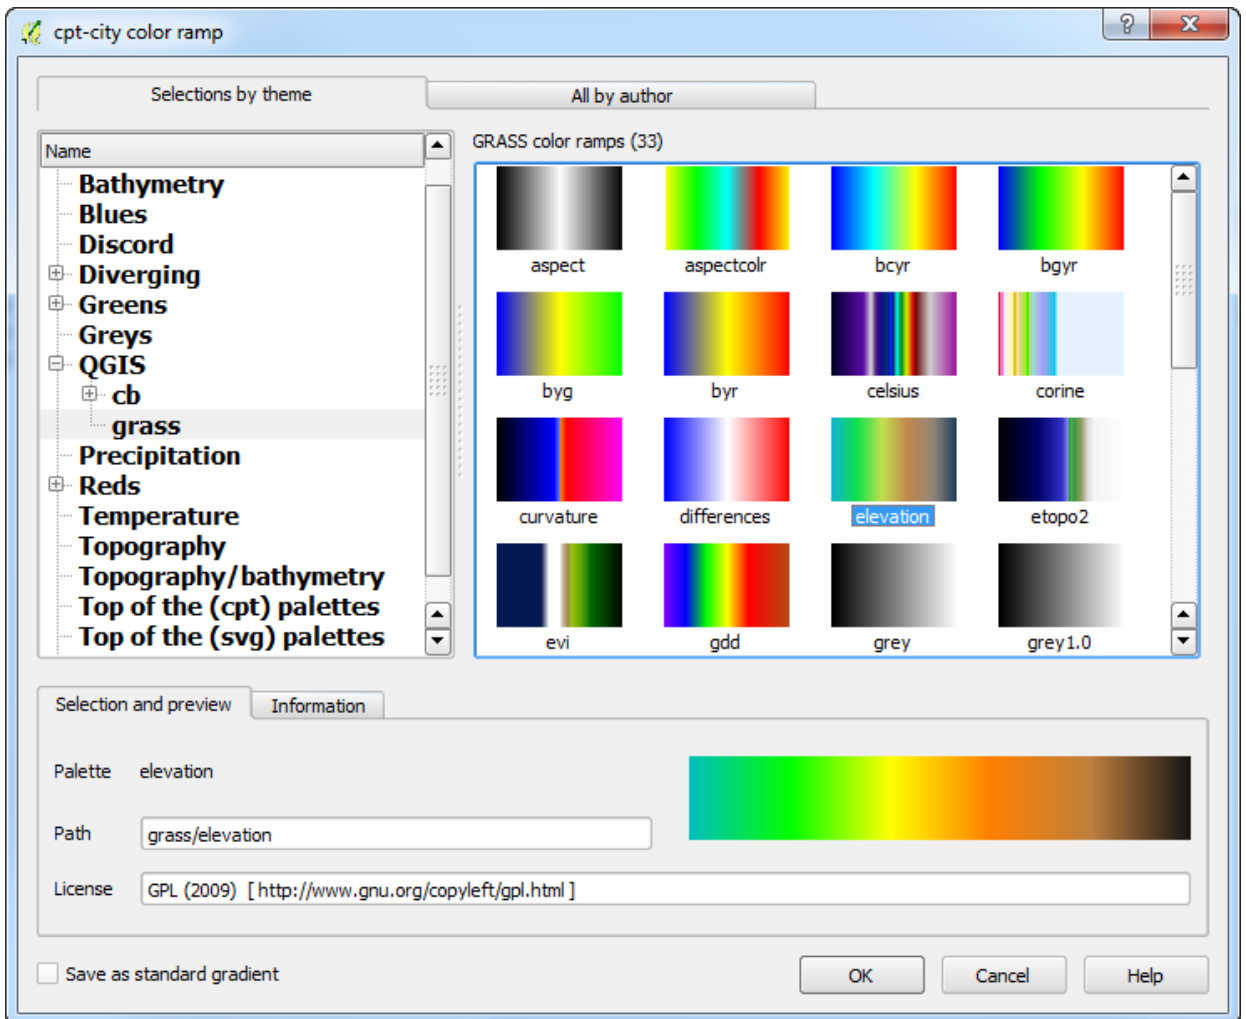 cpt-city color ramp
Selections by theme
All by author
Name
Bathymetry
Blues
Discord
Diverging
Greens
Greys
QGIS
cb
grass
Precipitation
Reds
Temperature
Topography
Topography/bathymetry
Top of the (cpt) palettes
Top of the (svg) palettes
GRASS color ramps (33)
aspect aspectcolr bcyr bgyr
byg byr celsius corine
curvature differences elevation etopo2
evi gdd grey grey1.0
Selection and preview Information
Palette elevation
Path grass/elevation
License GPL (2009) [ http://www.gnu.org/copyleft/gpl.html ]
Save as standard gradient
OK Cancel Help